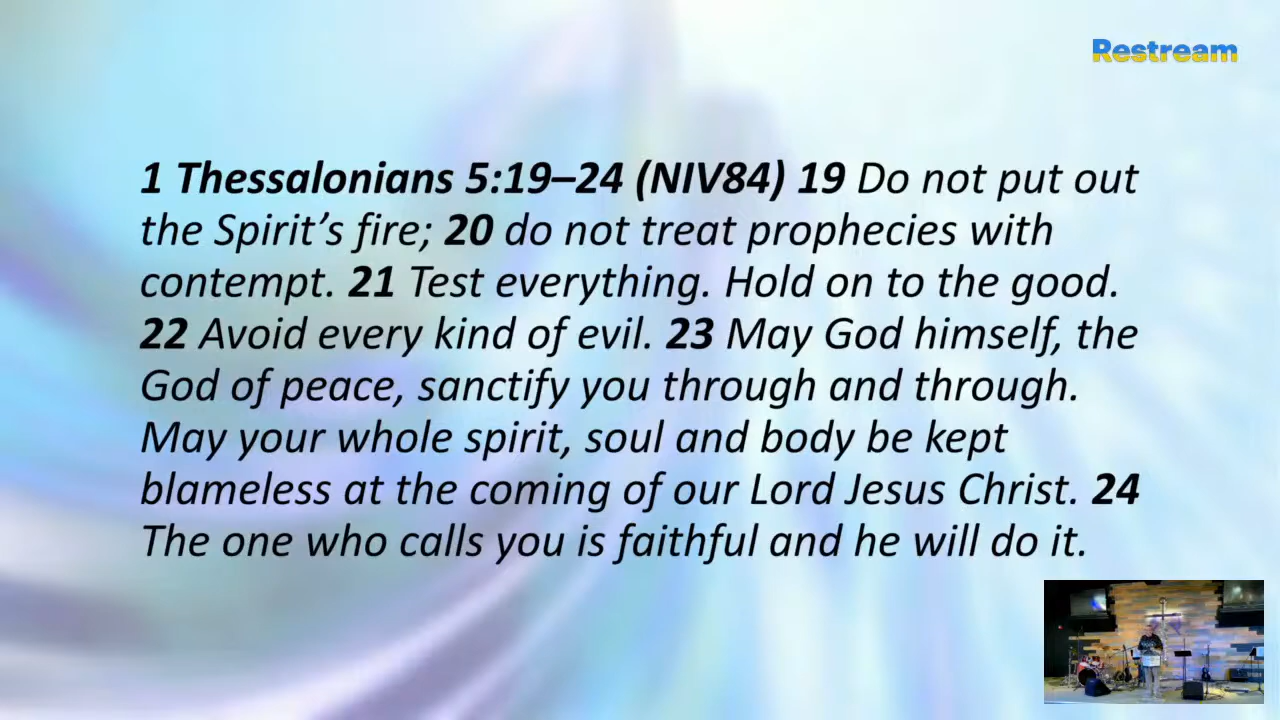 Restream
1 Thessalonians 5:19–24 (NIV84) 19 Do not put out
the Spirit’s fire; 20 do not treat prophecies with
contempt. 21 Test everything. Hold on to the good.
22 Avoid every kind of evil. 23 May God himself, the
God of peace, sanctify you through and through.
May your whole spirit, soul and body be kept
blameless at the coming of our Lord Jesus Christ. 24
The one who calls you is faithful and he will do it.